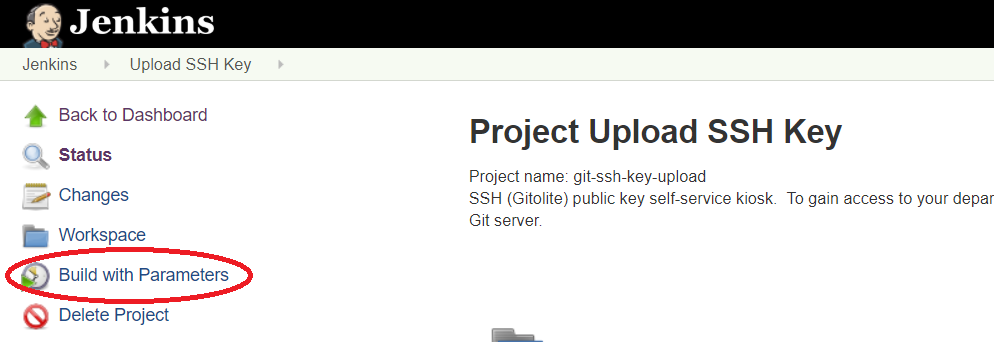 Jenkins
Jenkins Upload SSH Key
Back to Dashboard
Status
Changes
Workspace
Build with Parameters
Delete Project
Project Upload SSH Key
Project name: git-ssh-key-upload
SSH (Gitolite) public key self-service kiosk. To gain access to your depar
Git server.